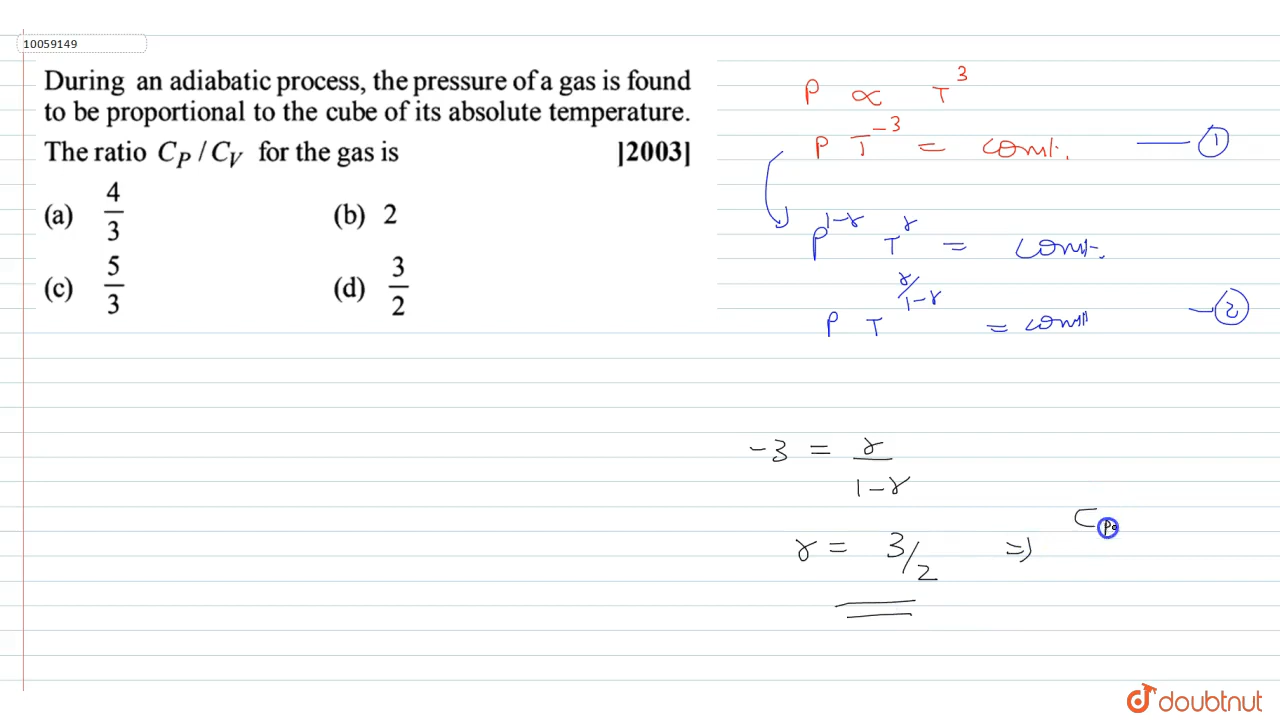 10059149
During an adiabatic process, the pressure of a gas is found
to be proportional to the cube of its absolute temperature.
The ratio C_P / C_V for the gas is ]2003]
(a) 4/3 (b) 2
(c) 5/3 (d) 3/2
P ∝ T^3
P T^-3 = const. — ①
P^1-γ T^γ = const.
P T^γ/1-γ = const — ②
-3 = γ/1-γ
γ = 3/2 ⇒ C_P
doubtnut